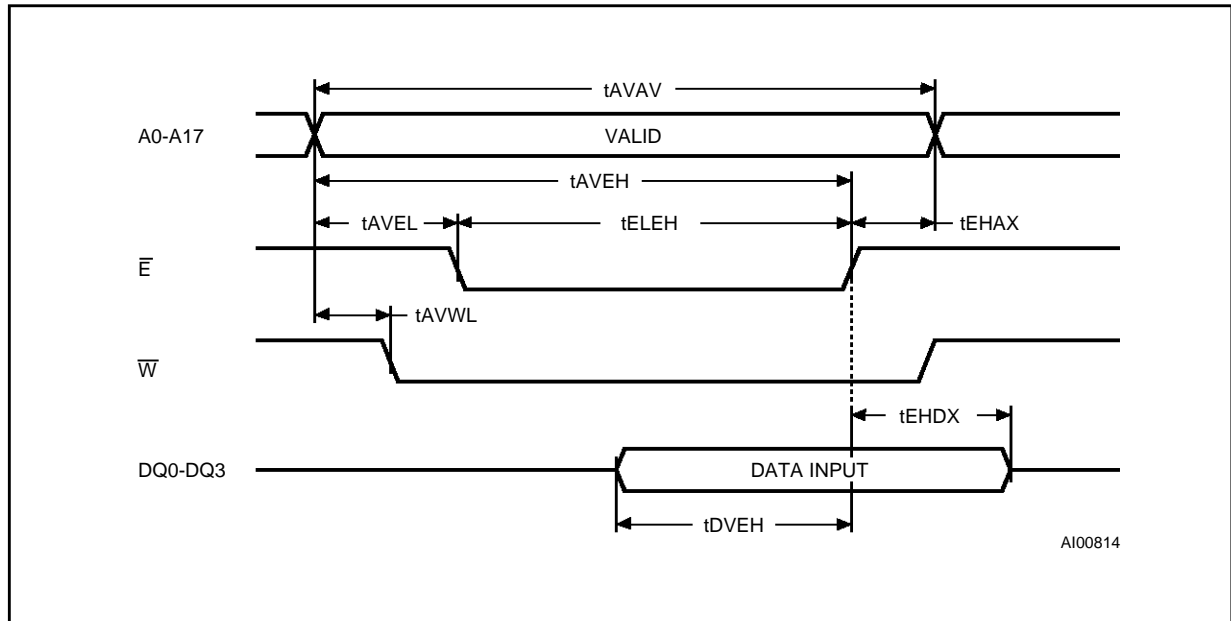 tAVAV
A0-A17
VALID
tAVEH
tAVEL
tELEH
tEHAX
E̅
tAVWL
W̅
tEHDX
DQ0-DQ3
DATA INPUT
tDVEH
AI00814